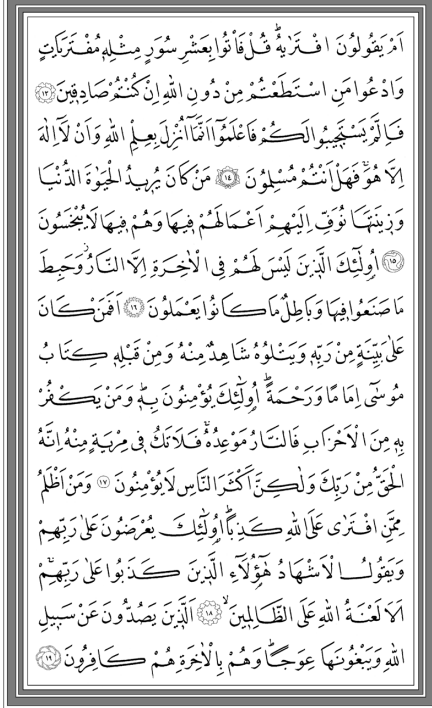 اَمْ يَقُولُونَ افْتَرٰيهُۜ قُلْ فَأْتُوا بِعَشْرِ سُوَرٍ مِثْلِه۪ مُفْتَرَيَاتٍ
وَادْعُوا مَنِ اسْتَطَعْتُمْ مِنْ دُونِ اللّٰهِ اِنْ كُنْتُمْ صَادِق۪ينَ ﴿١٣﴾
فَاِلَّمْ يَسْتَج۪يبُوا لَكُمْ فَاعْلَمُٓوا اَنَّمَٓا اُنْزِلَ بِعِلْمِ اللّٰهِ وَاَنْ لَٓا اِلٰهَ
اِلَّا هُوَۚ فَهَلْ اَنْتُمْ مُسْلِمُونَ ﴿١٤﴾ مَنْ كَانَ يُر۪يدُ الْحَيٰوةَ الدُّنْيَا
وَز۪ينَتَهَا نُوَفِّ اِلَيْهِمْ اَعْمَالَهُمْ ف۪يهَا وَهُمْ ف۪يهَا لَا يُبْخَسُونَ
﴿١٥﴾ اُو۬لٰٓئِكَ الَّذ۪ينَ لَيْسَ لَهُمْ فِي الْاٰخِرَةِ اِلَّا النَّارُۘ وَحَبِطَ
مَا صَنَعُوا ف۪يهَا وَبَاطِلٌ مَا كَانُوا يَعْمَلُونَ ﴿١٦﴾ اَفَمَنْ كَانَ
عَلٰى بَيِّنَةٍ مِنْ رَبِّه۪ وَيَتْلُوهُ شَاهِدٌ مِنْهُ وَمِنْ قَبْلِه۪ كِتَابُ
مُوسٰٓى اِمَامًا وَرَحْمَةًۜ اُو۬لٰٓئِكَ يُؤْمِنُونَ بِه۪ۜ وَمَنْ يَكْفُرْ
بِه۪ مِنَ الْاَحْزَابِ فَالنَّارُ مَوْعِدُهُۚ فَلَا تَكُ ف۪ي مِرْيَةٍ مِنْهُ اِنَّهُ
الْحَقُّ مِنْ رَبِّكَ وَلٰكِنَّ اَكْثَرَ النَّاسِ لَا يُؤْمِنُونَ ﴿١٧﴾ وَمَنْ اَظْلَمُ
مِمَّنِ افْتَرٰى عَلَى اللّٰهِ كَذِبًاۜ اُو۬لٰٓئِكَ يُعْرَضُونَ عَلٰى رَبِّهِمْ
وَيَقُولُ الْاَشْهَادُ هٰٓؤُ۬لَٓاءِ الَّذ۪ينَ كَذَبُوا عَلٰى رَبِّهِمْۚ
اَلَا لَعْنَةُ اللّٰهِ عَلَى الظَّالِم۪ينَۙ ﴿١٨﴾ اَلَّذ۪ينَ يَصُدُّونَ عَنْ سَب۪يلِ
اللّٰهِ وَيَبْغُونَهَا عِوَجًاۜ وَهُمْ بِالْاٰخِرَةِ هُمْ كَافِرُونَ ﴿١٩﴾